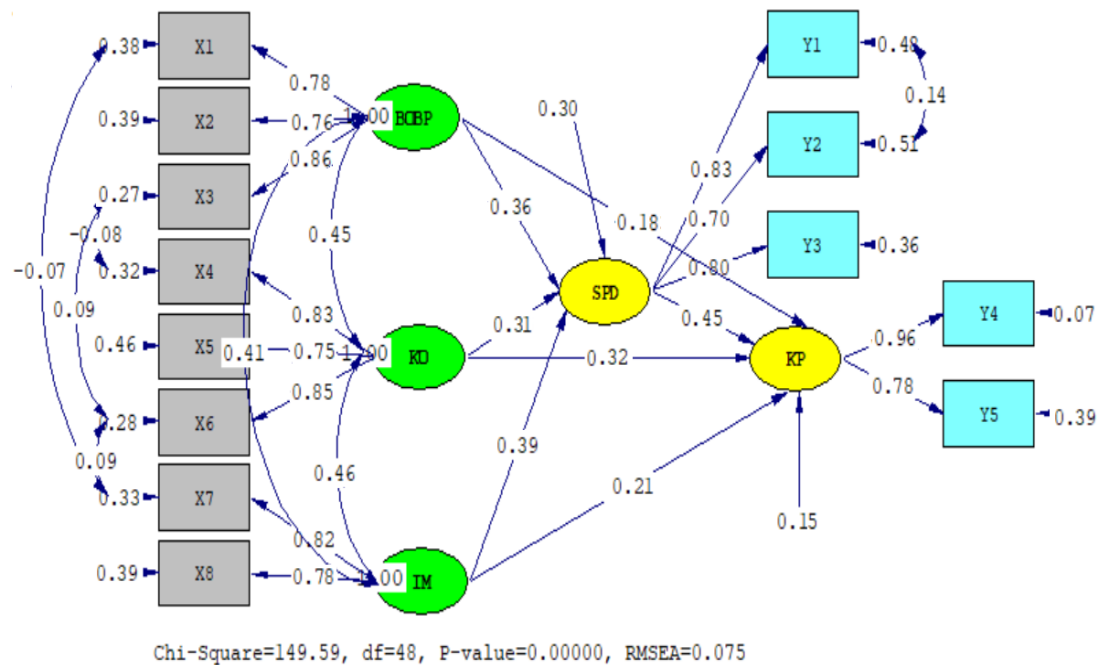 X1
X2
X3
X4
X5
X6
X7
X8
0.38
0.39
0.27
0.32
0.46
0.28
0.33
0.39
-0.07
-0.08
0.09
0.09
0.78
0.76
0.86
0.83
0.75
0.85
0.82
0.78
1.00
1.00
1.00
BOBP
KD
IM
0.45
0.41
0.46
0.30
0.36
0.31
0.39
0.18
0.32
0.21
0.45
0.15
SPD
KP
0.83
0.70
0.80
0.96
0.78
Y1
Y2
Y3
Y4
Y5
0.48
0.51
0.36
0.07
0.39
0.14
Chi-Square=149.59, df=48, P-value=0.00000, RMSEA=0.075